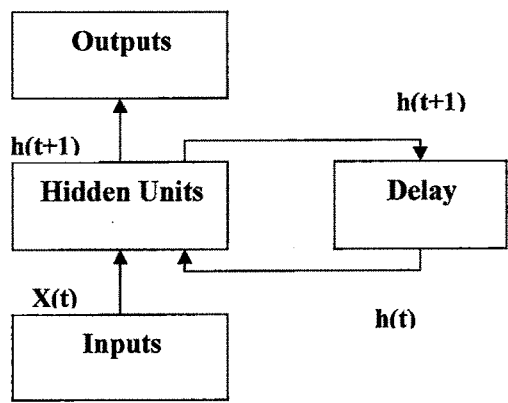 Outputs
h(t+1)
h(t+1)
Hidden Units
Delay
X(t)
h(t)
Inputs